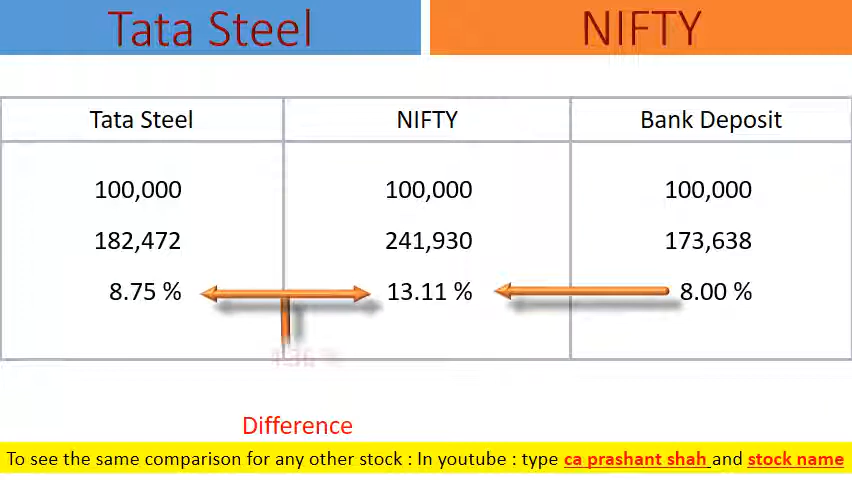 Tata Steel NIFTY
Tata Steel NIFTY Bank Deposit
100,000 100,000 100,000
182,472 241,930 173,638
8.75 % 13.11 % 8.00 %
4.36 %
Difference
To see the same comparison for any other stock : In youtube : type ca prashant shah and stock name